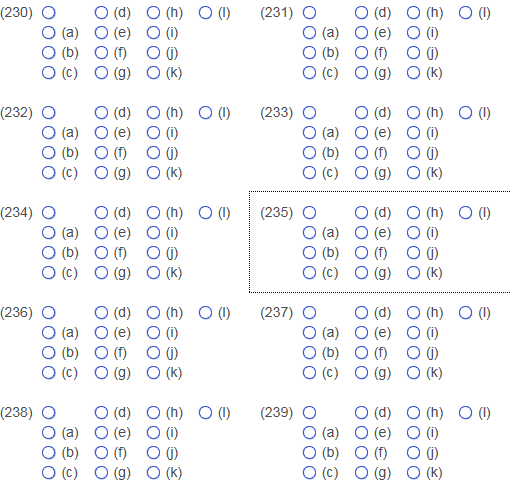 (230) (d) (h) (l)
(a) (e) (i)
(b) (f) (j)
(c) (g) (k)
(231) (d) (h) (l)
(a) (e) (i)
(b) (f) (j)
(c) (g) (k)
(232) (d) (h) (l)
(a) (e) (i)
(b) (f) (j)
(c) (g) (k)
(233) (d) (h) (l)
(a) (e) (i)
(b) (f) (j)
(c) (g) (k)
(234) (d) (h) (l)
(a) (e) (i)
(b) (f) (j)
(c) (g) (k)
(235) (d) (h) (l)
(a) (e) (i)
(b) (f) (j)
(c) (g) (k)
(236) (d) (h) (l)
(a) (e) (i)
(b) (f) (j)
(c) (g) (k)
(237) (d) (h) (l)
(a) (e) (i)
(b) (f) (j)
(c) (g) (k)
(238) (d) (h) (l)
(a) (e) (i)
(b) (f) (j)
(c) (g) (k)
(239) (d) (h) (l)
(a) (e) (i)
(b) (f) (j)
(c) (g) (k)